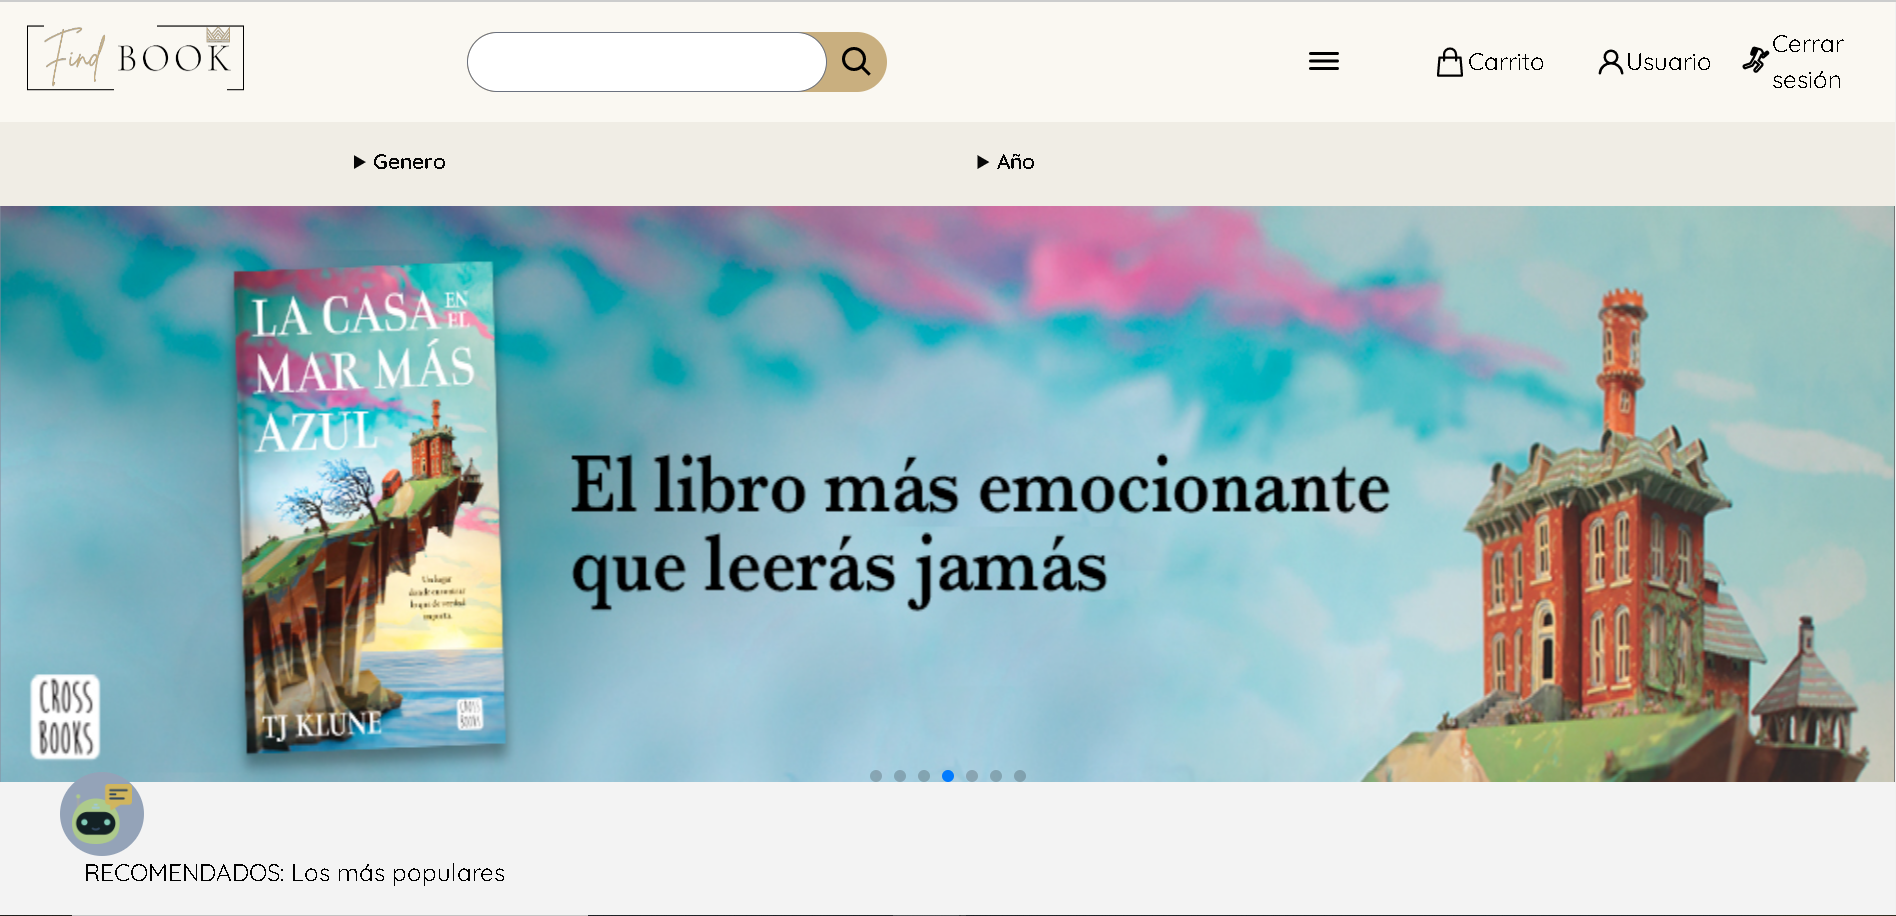 Find BOOK
Carrito
Usuario
Cerrar
sesión
Genero
Año
LA CASA EN EL
MAR MÁS
AZUL
Un lugar
donde encontrar
lo que de verdad
importa.
TJ KLUNE
CROSS
BOOKS
El libro más emocionante
que leerás jamás
CROSS
BOOKS
RECOMENDADOS: Los más populares